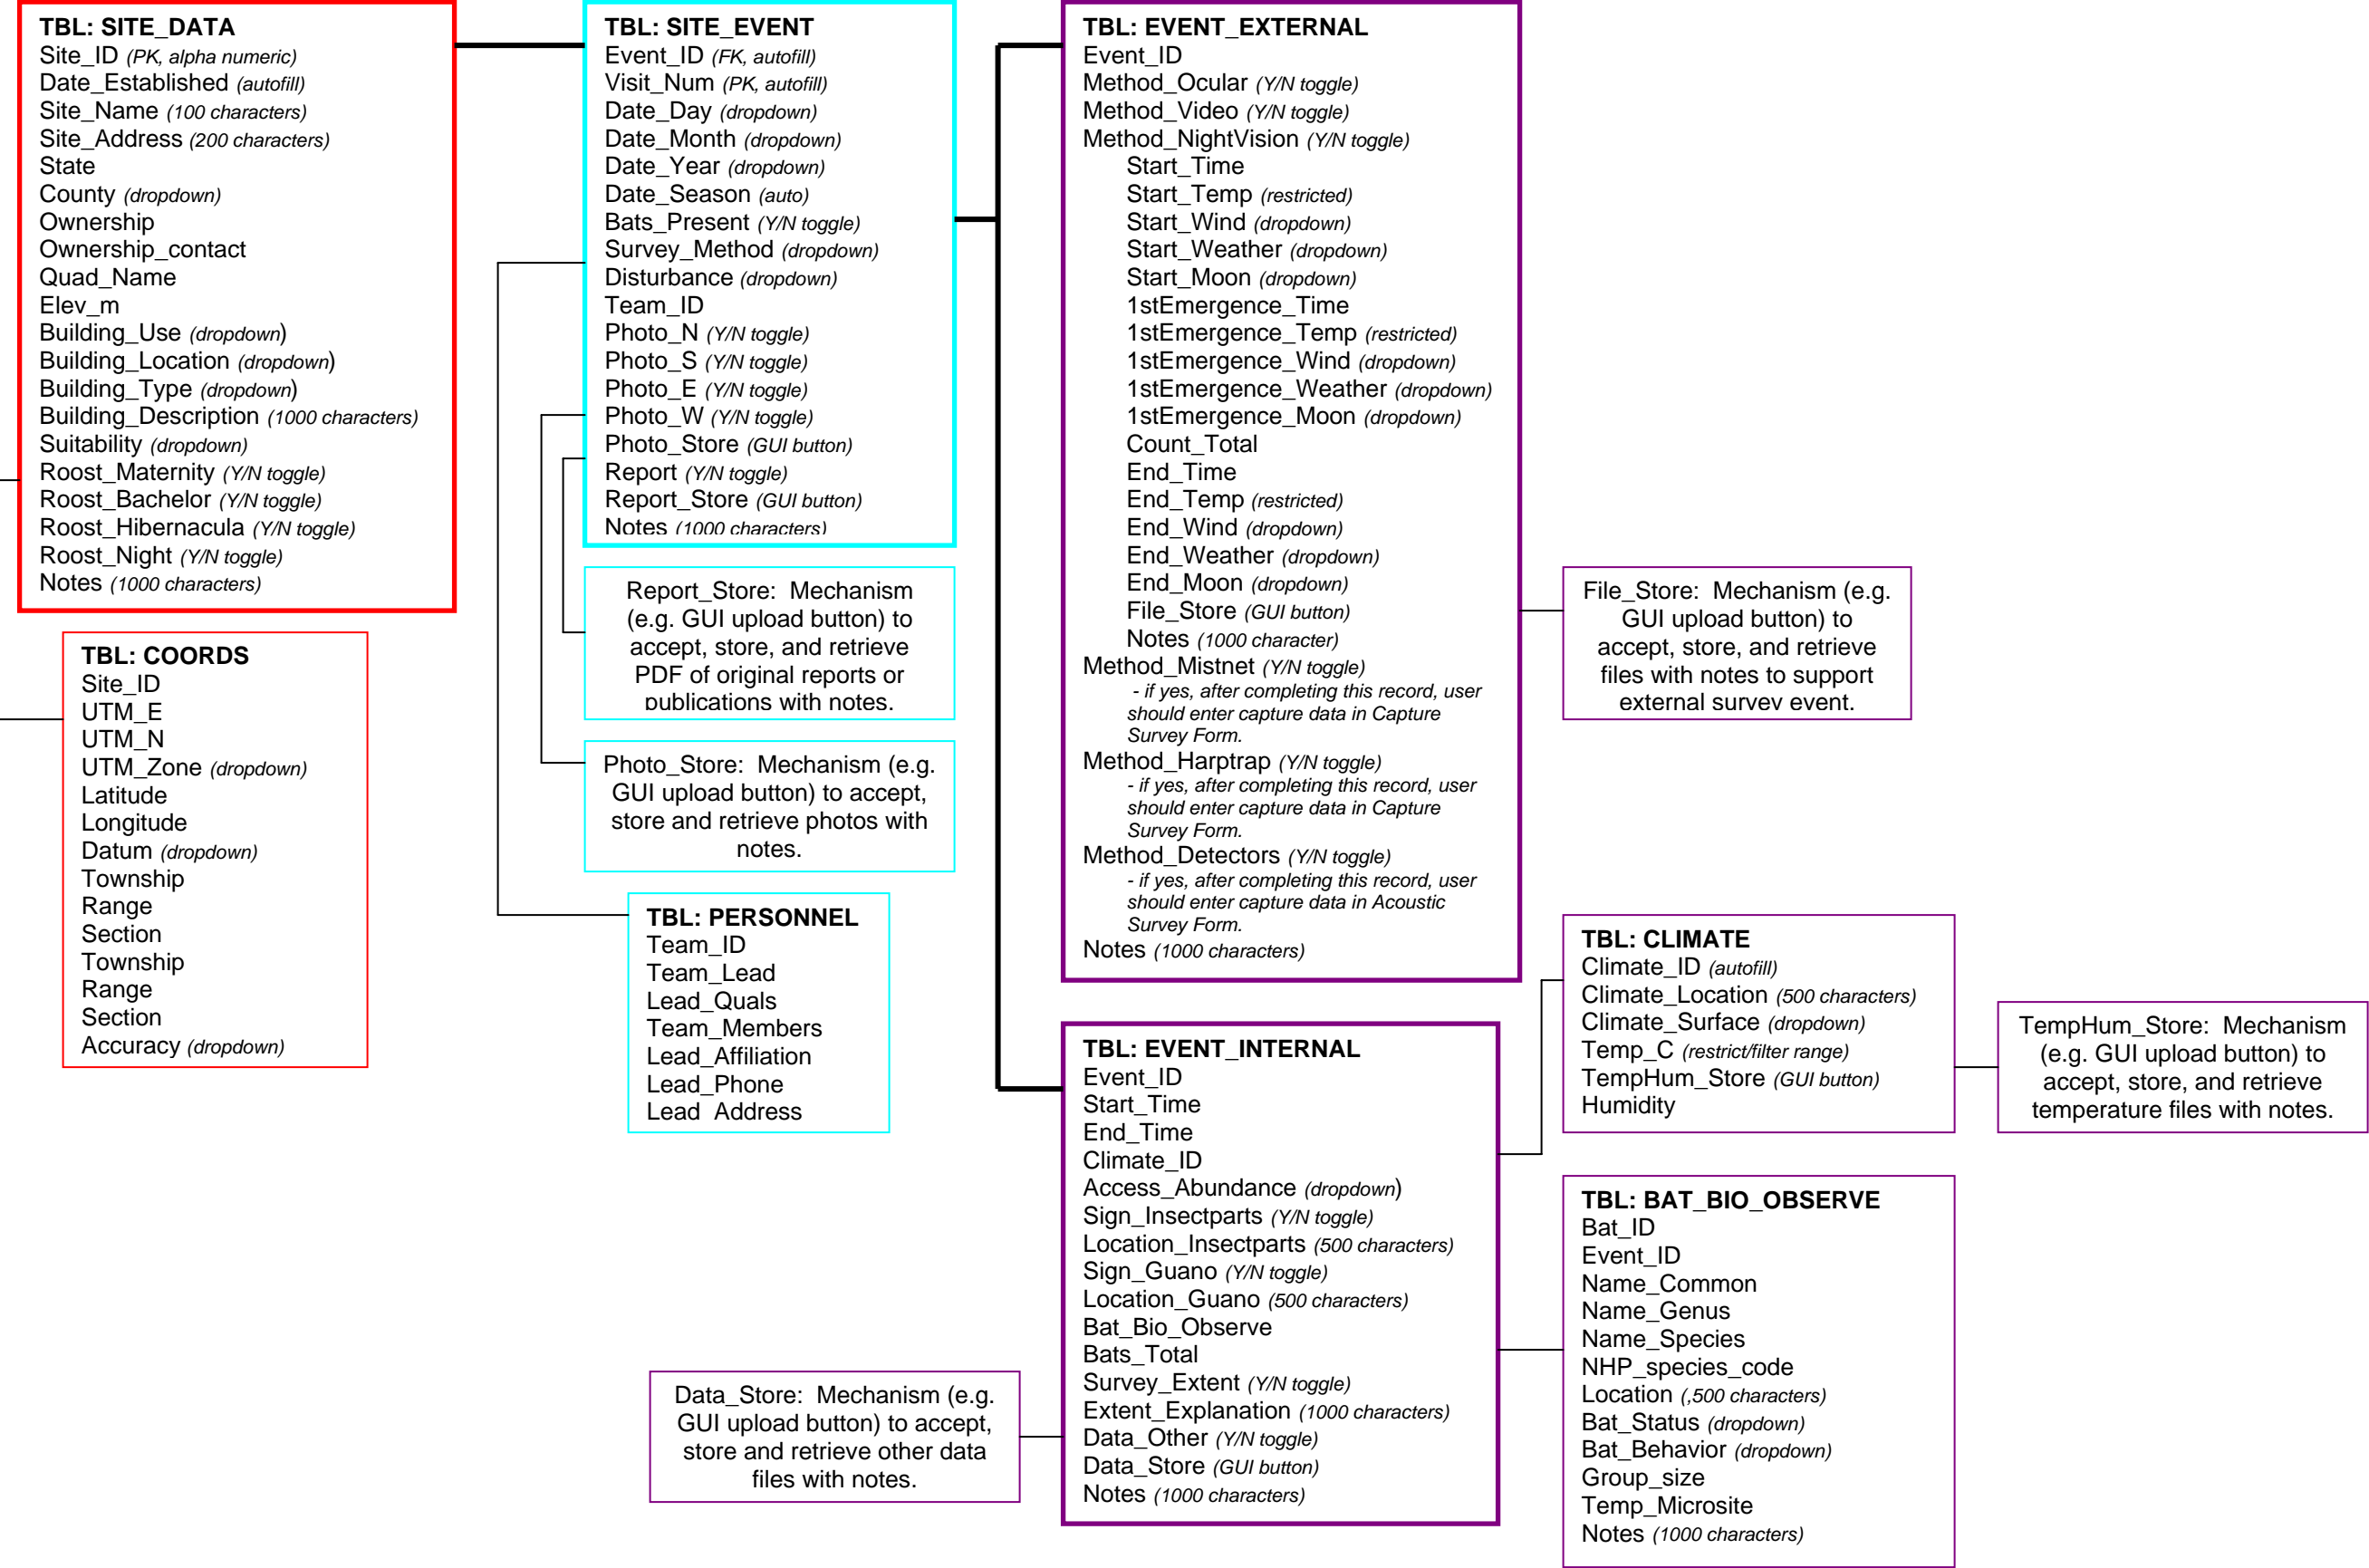 TBL: SITE_DATA
Site_ID (PK, alpha numeric)
Date_Established (autofill)
Site_Name (100 characters)
Site_Address (200 characters)
State
County (dropdown)
Ownership
Ownership_contact
Quad_Name
Elev_m
Building_Use (dropdown)
Building_Location (dropdown)
Building_Type (dropdown)
Building_Description (1000 characters)
Suitability (dropdown)
Roost_Maternity (Y/N toggle)
Roost_Bachelor (Y/N toggle)
Roost_Hibernacula (Y/N toggle)
Roost_Night (Y/N toggle)
Notes (1000 characters)
TBL: COORDS
Site_ID
UTM_E
UTM_N
UTM_Zone (dropdown)
Latitude
Longitude
Datum (dropdown)
Township
Range
Section
Township
Range
Section
Accuracy (dropdown)
TBL: SITE_EVENT
Event_ID (FK, autofill)
Visit_Num (PK, autofill)
Date_Day (dropdown)
Date_Month (dropdown)
Date_Year (dropdown)
Date_Season (auto)
Bats_Present (Y/N toggle)
Survey_Method (dropdown)
Disturbance (dropdown)
Team_ID
Photo_N (Y/N toggle)
Photo_S (Y/N toggle)
Photo_E (Y/N toggle)
Photo_W (Y/N toggle)
Photo_Store (GUI button)
Report (Y/N toggle)
Report_Store (GUI button)
Notes (1000 characters)
Report_Store: Mechanism
(e.g. GUI upload button) to
accept, store, and retrieve
PDF of original reports or
publications with notes.
Photo_Store: Mechanism (e.g.
GUI upload button) to accept,
store and retrieve photos with
notes.
TBL: PERSONNEL
Team_ID
Team_Lead
Lead_Quals
Team_Members
Lead_Affiliation
Lead_Phone
Lead_Address
TBL: EVENT_EXTERNAL
Event_ID
Method_Ocular (Y/N toggle)
Method_Video (Y/N toggle)
Method_NightVision (Y/N toggle)
Start_Time
Start_Temp (restricted)
Start_Wind (dropdown)
Start_Weather (dropdown)
Start_Moon (dropdown)
1stEmergence_Time
1stEmergence_Temp (restricted)
1stEmergence_Wind (dropdown)
1stEmergence_Weather (dropdown)
1stEmergence_Moon (dropdown)
Count_Total
End_Time
End_Temp (restricted)
End_Wind (dropdown)
End_Weather (dropdown)
End_Moon (dropdown)
File_Store (GUI button)
Notes (1000 character)
Method_Mistnet (Y/N toggle)
- if yes, after completing this record, user
should enter capture data in Capture
Survey Form.
Method_Harptrap (Y/N toggle)
- if yes, after completing this record, user
should enter capture data in Capture
Survey Form.
Method_Detectors (Y/N toggle)
- if yes, after completing this record, user
should enter capture data in Acoustic
Survey Form.
Notes (1000 characters)
File_Store: Mechanism (e.g.
GUI upload button) to
accept, store, and retrieve
files with notes to support
external survey event.
TBL: EVENT_INTERNAL
Event_ID
Start_Time
End_Time
Climate_ID
Access_Abundance (dropdown)
Sign_Insectparts (Y/N toggle)
Location_Insectparts (500 characters)
Sign_Guano (Y/N toggle)
Location_Guano (500 characters)
Bat_Bio_Observe
Bats_Total
Survey_Extent (Y/N toggle)
Extent_Explanation (1000 characters)
Data_Other (Y/N toggle)
Data_Store (GUI button)
Notes (1000 characters)
Data_Store: Mechanism (e.g.
GUI upload button) to accept,
store and retrieve other data
files with notes.
TBL: CLIMATE
Climate_ID (autofill)
Climate_Location (500 characters)
Climate_Surface (dropdown)
Temp_C (restrict/filter range)
TempHum_Store (GUI button)
Humidity
TempHum_Store: Mechanism
(e.g. GUI upload button) to
accept, store, and retrieve
temperature files with notes.
TBL: BAT_BIO_OBSERVE
Bat_ID
Event_ID
Name_Common
Name_Genus
Name_Species
NHP_species_code
Location (,500 characters)
Bat_Status (dropdown)
Bat_Behavior (dropdown)
Group_size
Temp_Microsite
Notes (1000 characters)